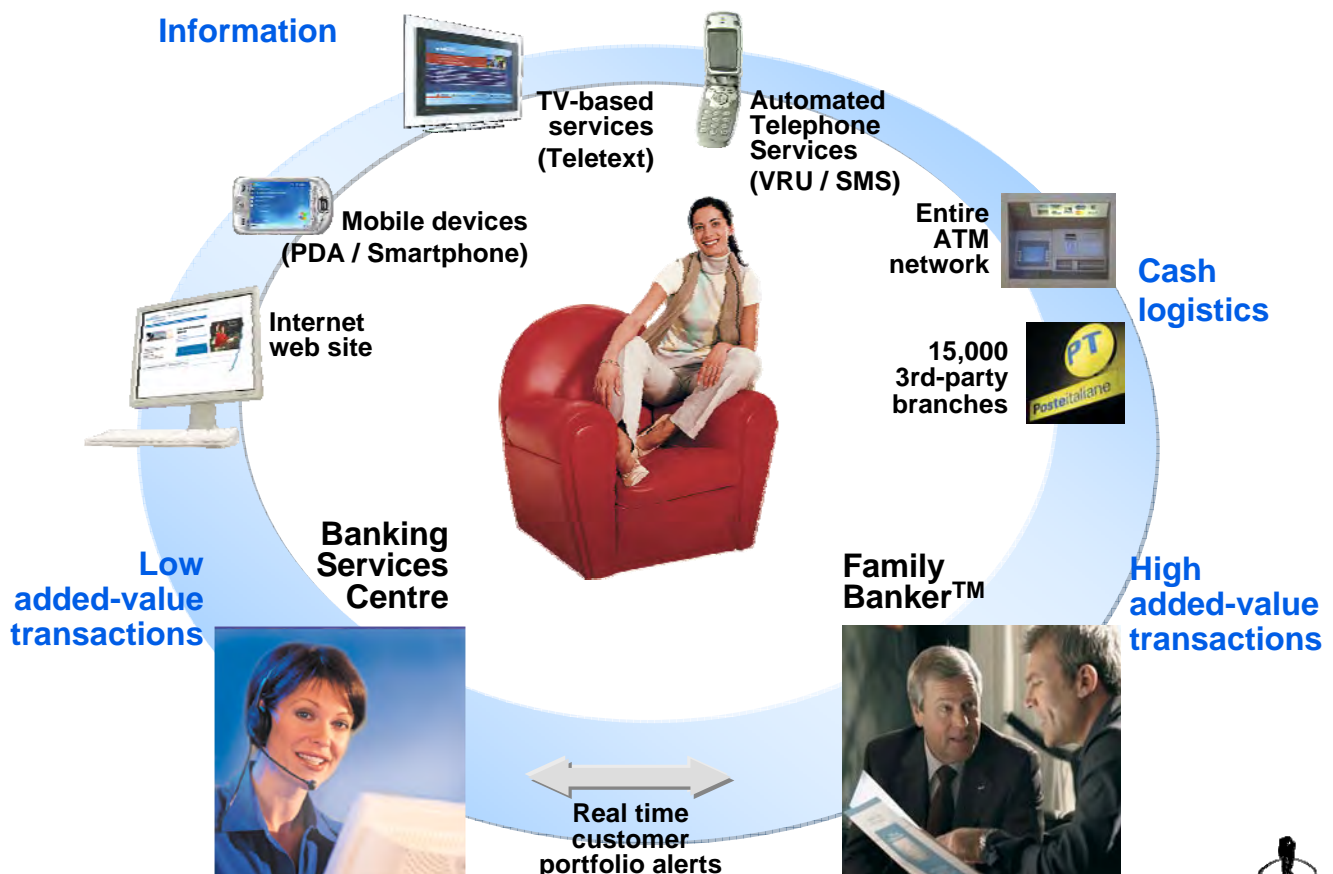 Information
TV-based
services
(Teletext)
Automated
Telephone
Services
(VRU / SMS)
Mobile devices
(PDA / Smartphone)
Entire
ATM
network
Cash
logistics
Internet
web site
15,000
3rd-party
branches
PT
Posteitaliane
Low
added-value
transactions
Banking
Services
Centre
Family
Banker™
High
added-value
transactions
Real time
customer
portfolio alerts